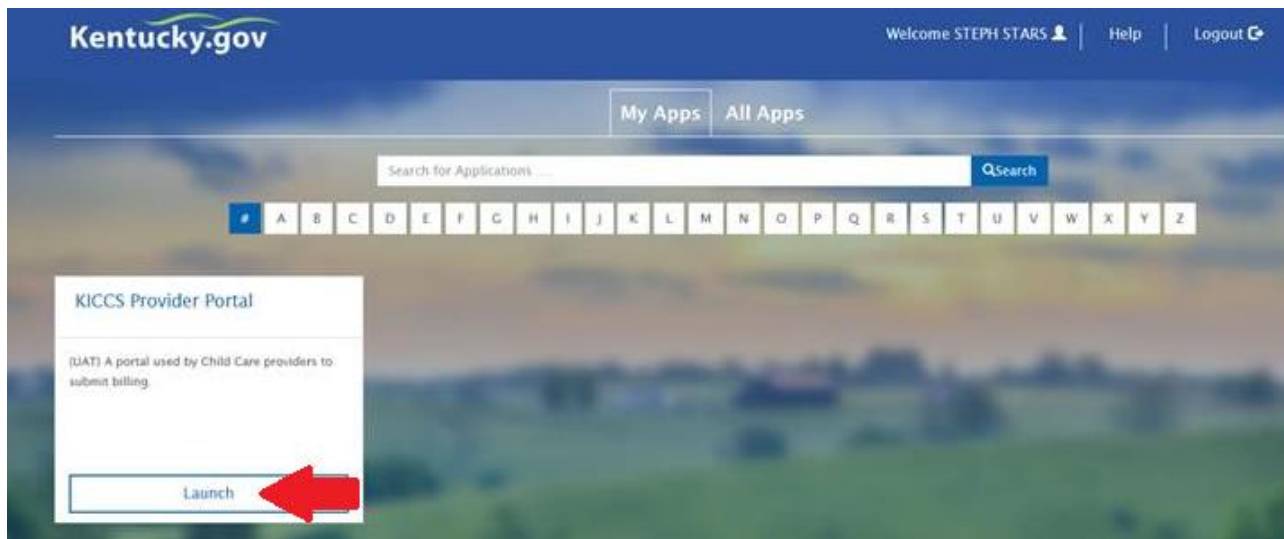 Kentucky.gov
Welcome STEPH STARS | Help | Logout
My Apps All Apps
Search for Applications ....
Search
# A B C D E F G H I J K L M N O P Q R S T U V W X Y Z
KICCS Provider Portal
(UAT) A portal used by Child Care providers to
submit billing.
Launch